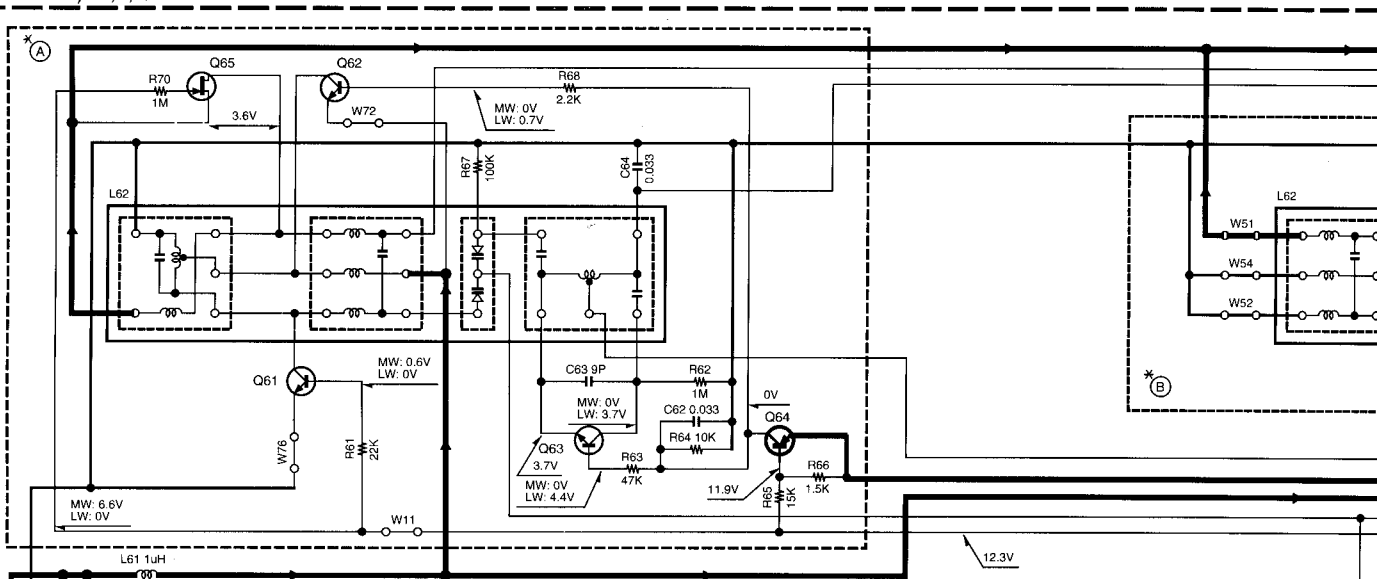 * A
Q65
Q62
R70
1M
3.6V
W72
R68
2.2K
MW: 0V
LW: 0.7V
R67
100K
C64
0.033
L62
W51
W54
W52
L62
* B
Q61
MW: 0.6V
LW: 0V
C63 9P
R62
1M
MW: 0V
LW: 3.7V
C62 0.033
R64 10K
0V
Q64
Q63
3.7V
R63
47K
MW: 0V
LW: 4.4V
W76
R61
22K
11.9V
R65
15K
R66
1.5K
MW: 6.6V
LW: 0V
W11
12.3V
L61 1uH